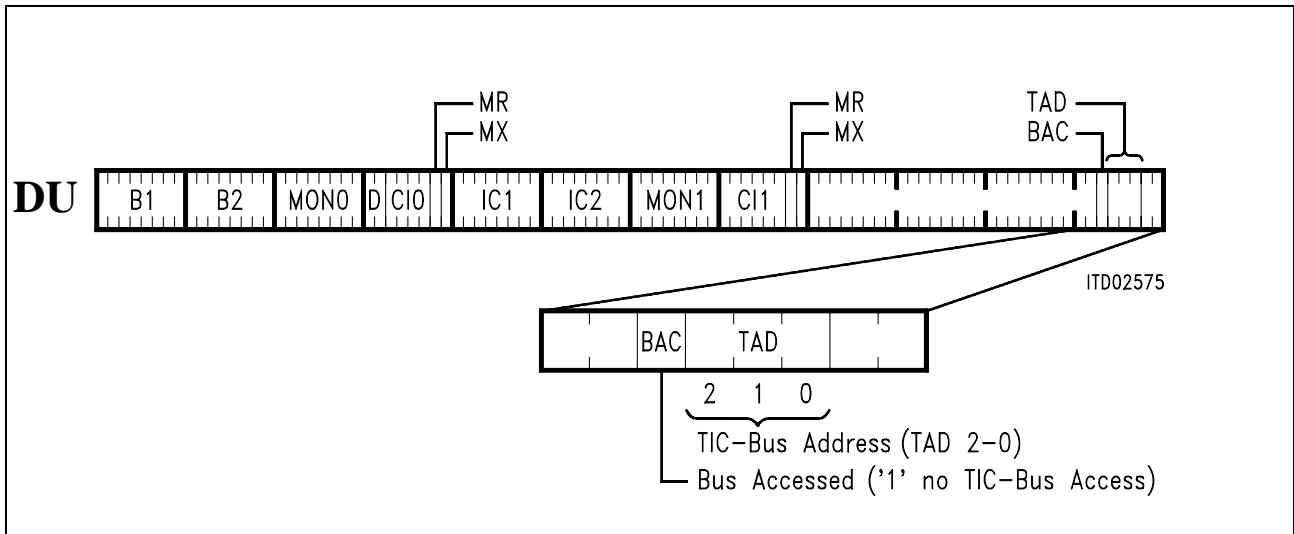 MR
MX
MR
MX
TAD
BAC
DU B1 B2 MON0 D CI0 IC1 IC2 MON1 CI1
ITD02575
BAC TAD
2 1 0
TIC-Bus Address (TAD 2-0)
Bus Accessed ('1' no TIC-Bus Access)